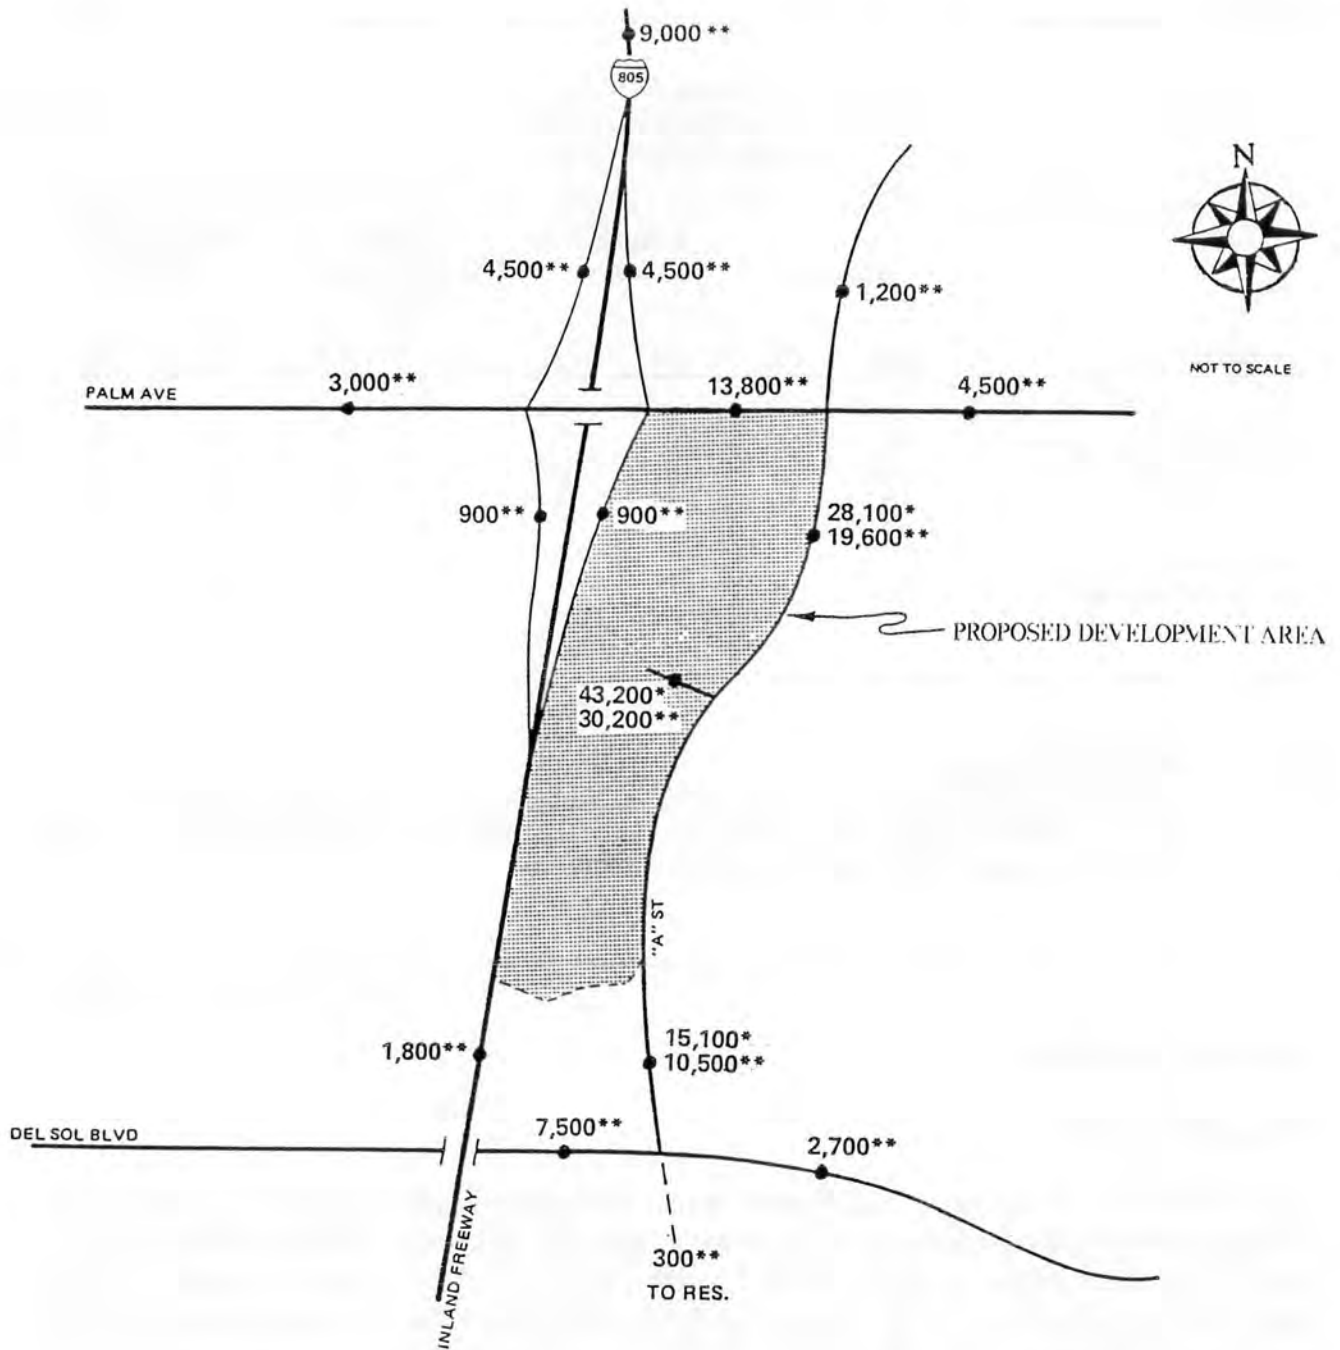 9,000**
805
N
4,500**
4,500**
1,200**
NOT TO SCALE
PALM AVE
3,000**
13,800**
4,500**
900**
900**
28,100*
19,600**
PROPOSED DEVELOPMENT AREA
43,200*
30,200**
"A" ST
1,800**
15,100*
10,500**
DEL SOL BLVD
7,500**
2,700**
INLAND FREEWAY
300**
TO RES.